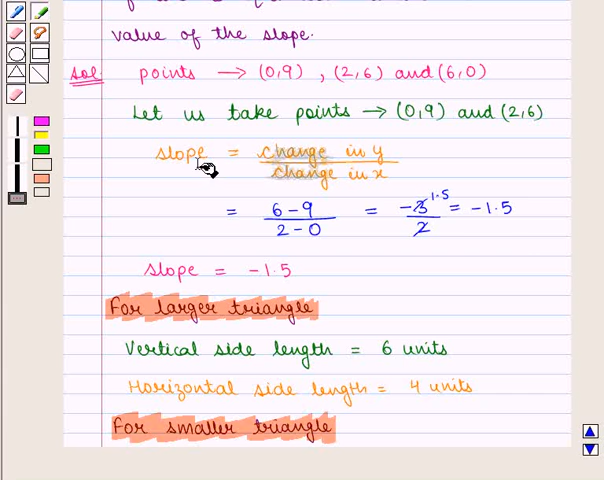 value of the slope.
Sol points → (0,9) , (2,6) and (6,0)
Let us take points → (0,9) and (2,6)
slope = change in y / change in x
= 6-9 / 2-0 = -3 1.5 / 2 = -1.5
slope = -1.5
For larger triangle
Vertical side length = 6 units
Horizontal side length = 4 units
For smaller triangle